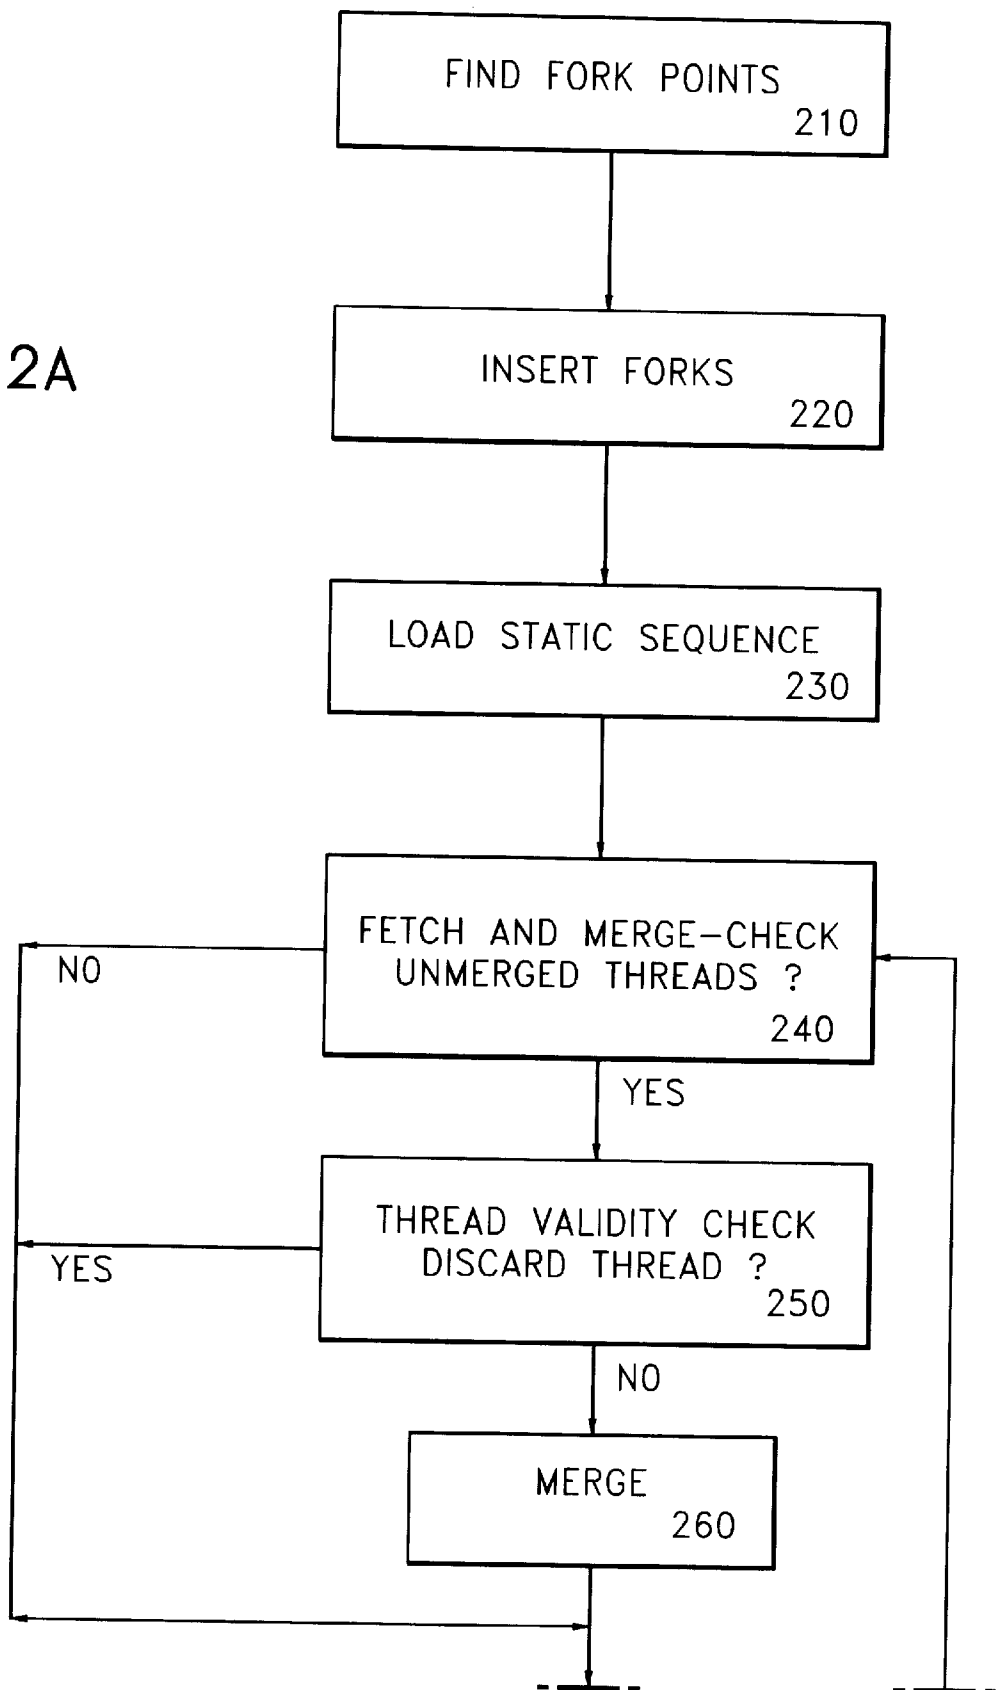 FIND FORK POINTS
210
2A
INSERT FORKS
220
LOAD STATIC SEQUENCE
230
FETCH AND MERGE-CHECK
UNMERGED THREADS ?
240
NO
YES
THREAD VALIDITY CHECK
DISCARD THREAD ?
250
YES
NO
MERGE
260